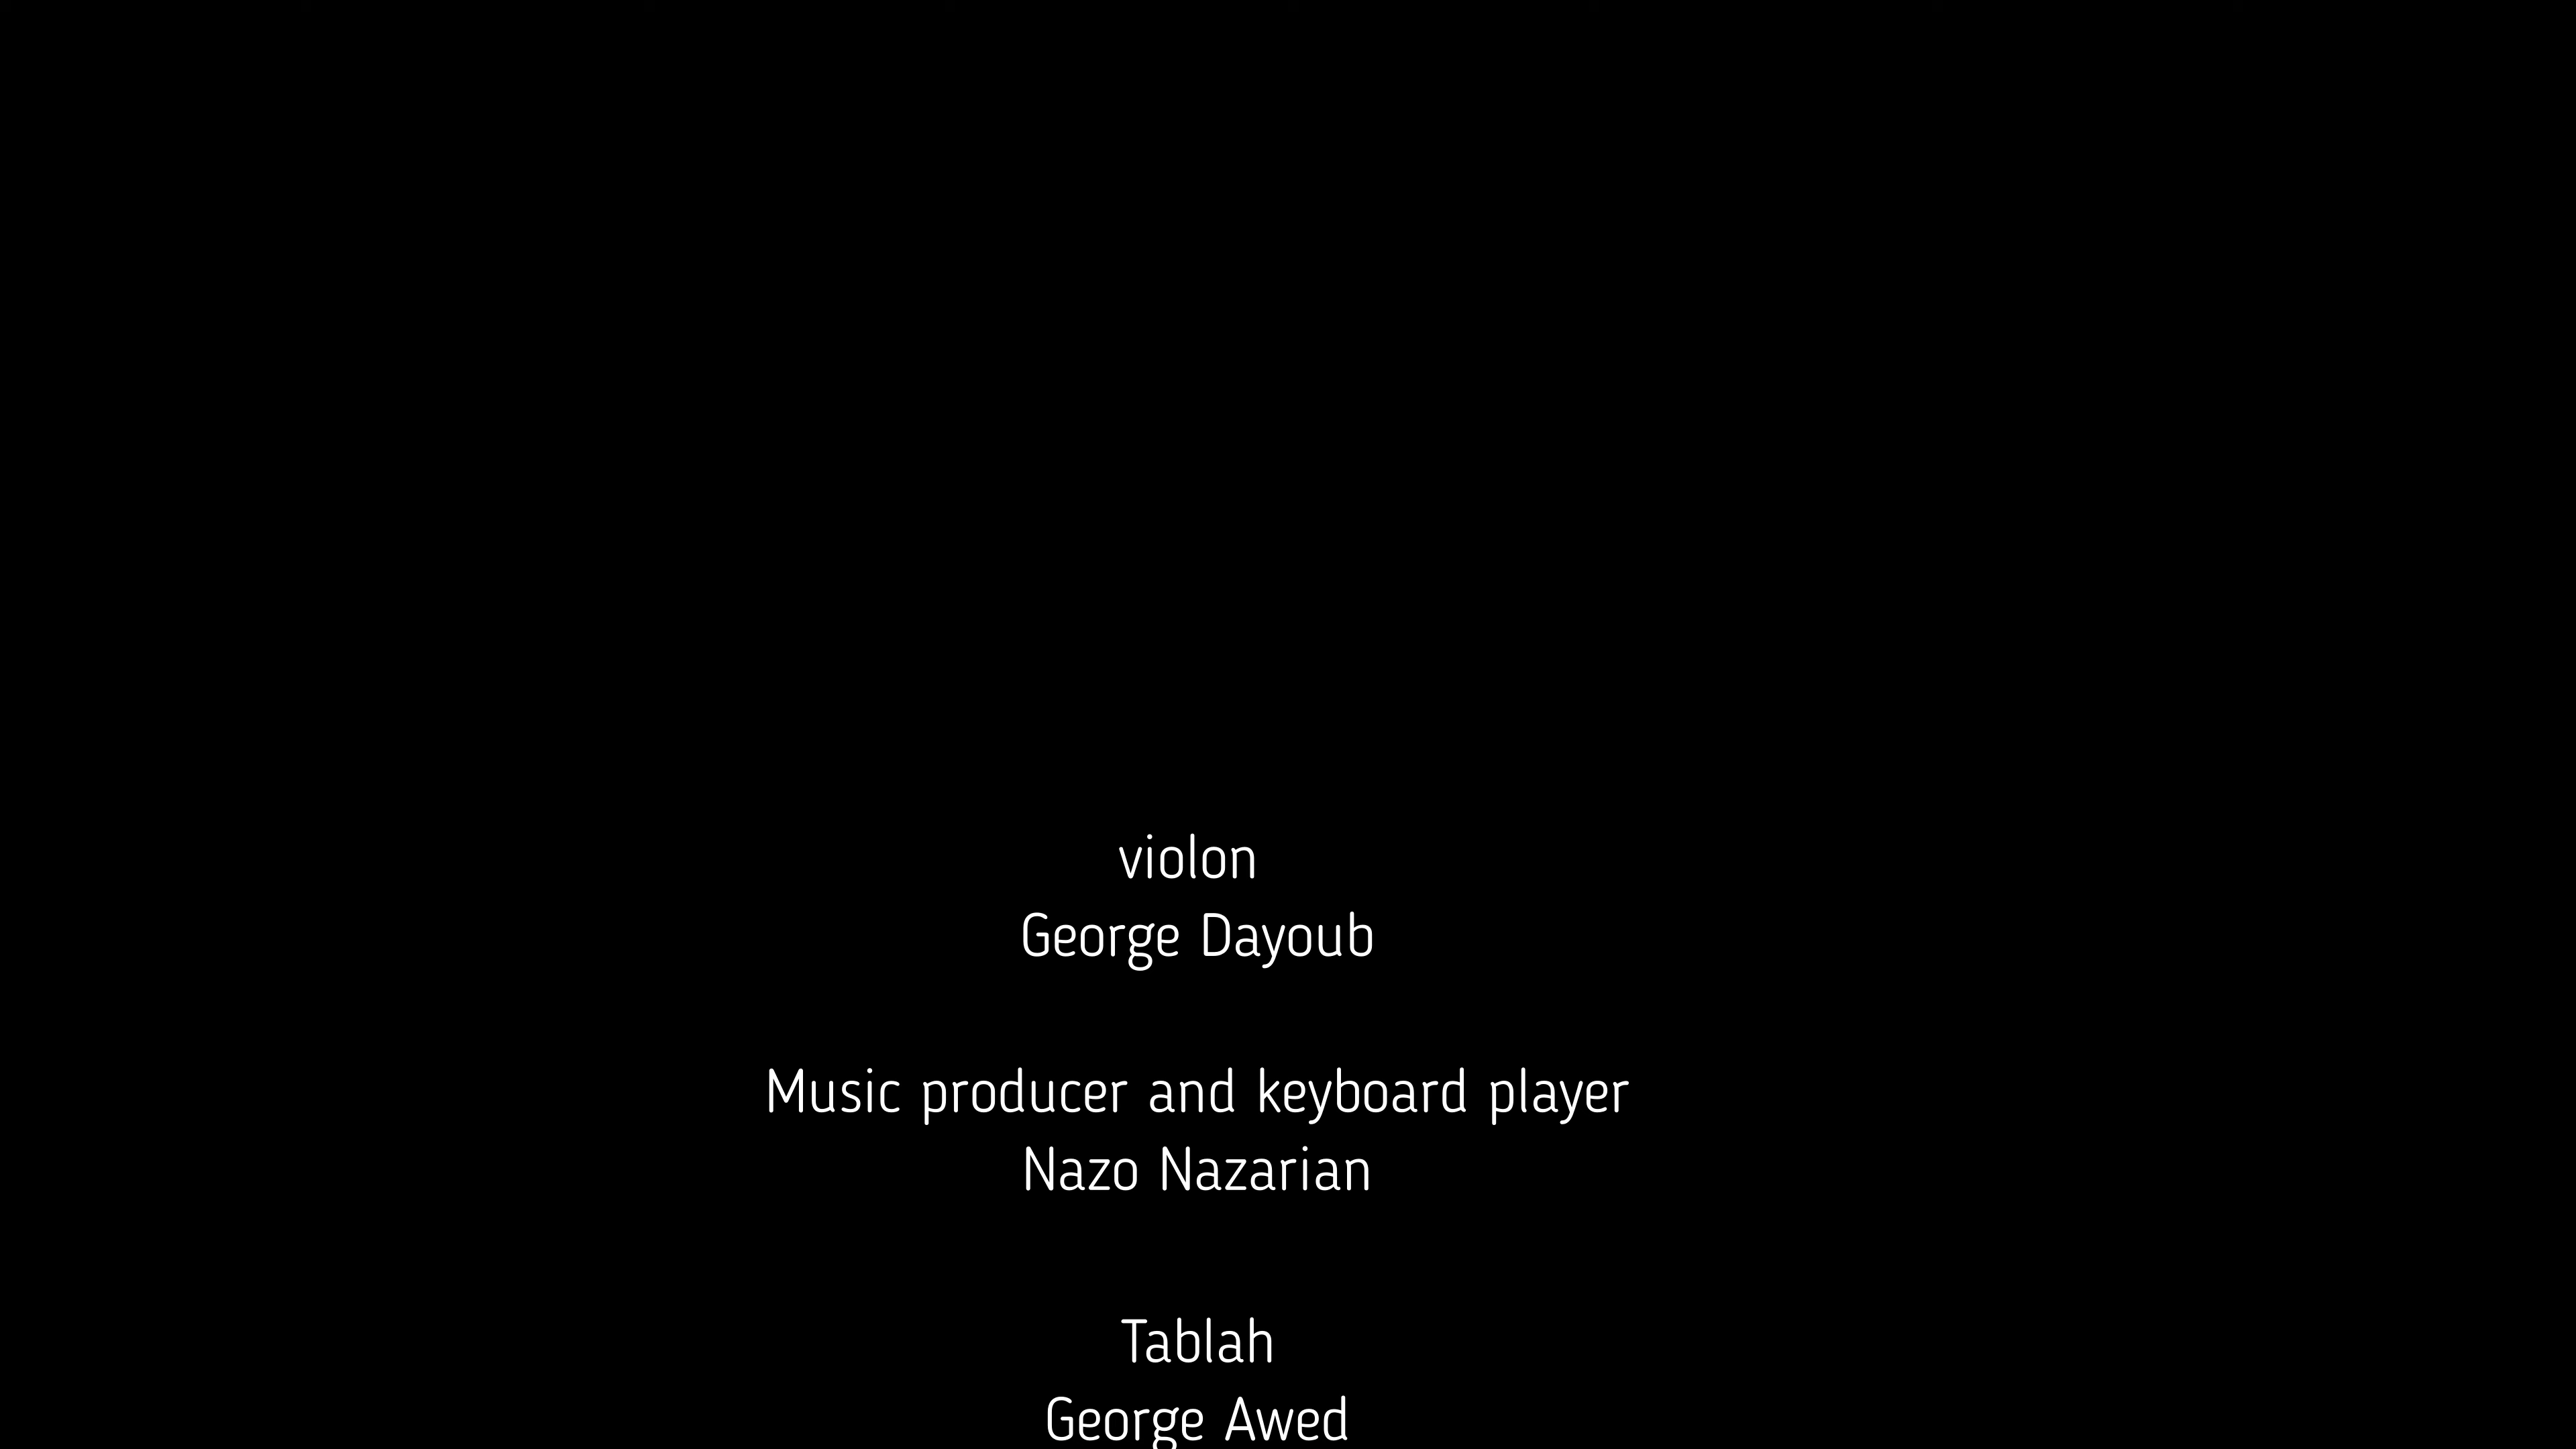 violon
George Dayoub
Music producer and keyboard player
Nazo Nazarian
Tablah
George Awed